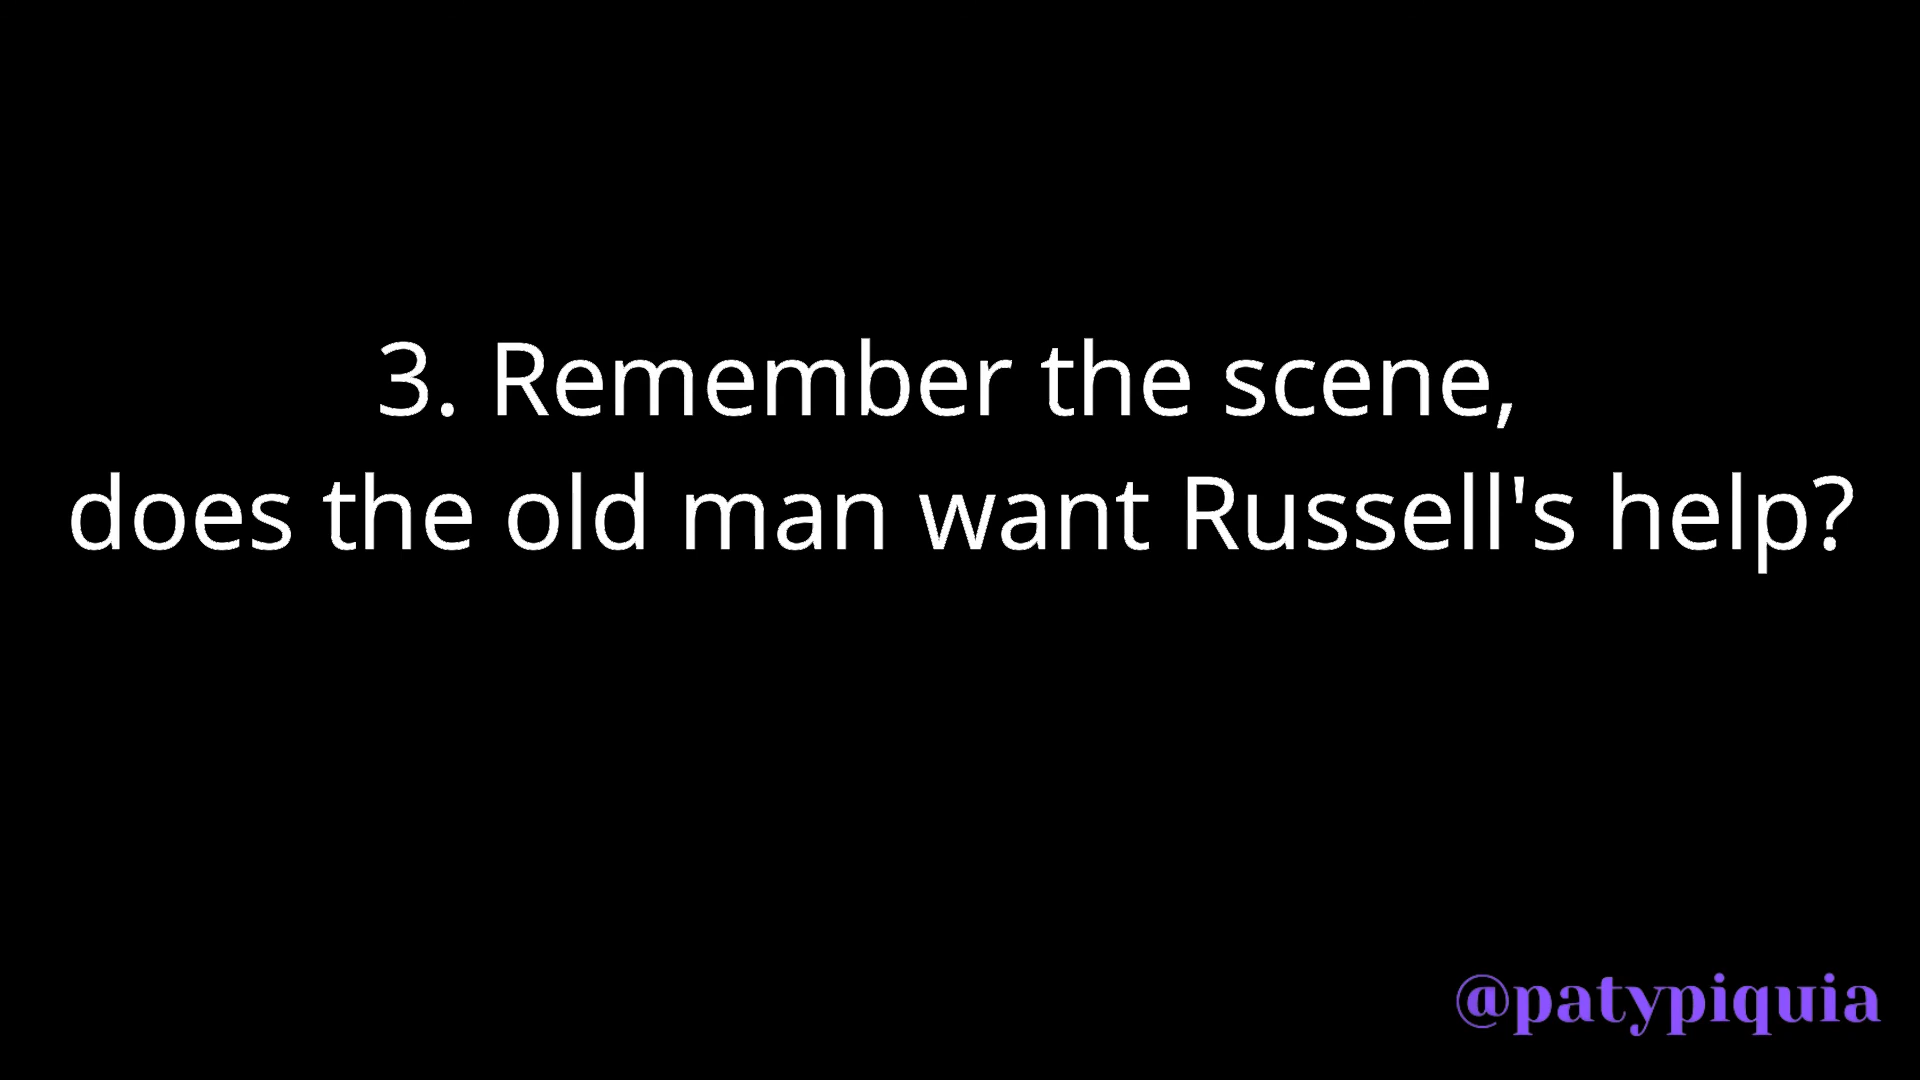 3. Remember the scene,
does the old man want Russell's help?
@patypiquia